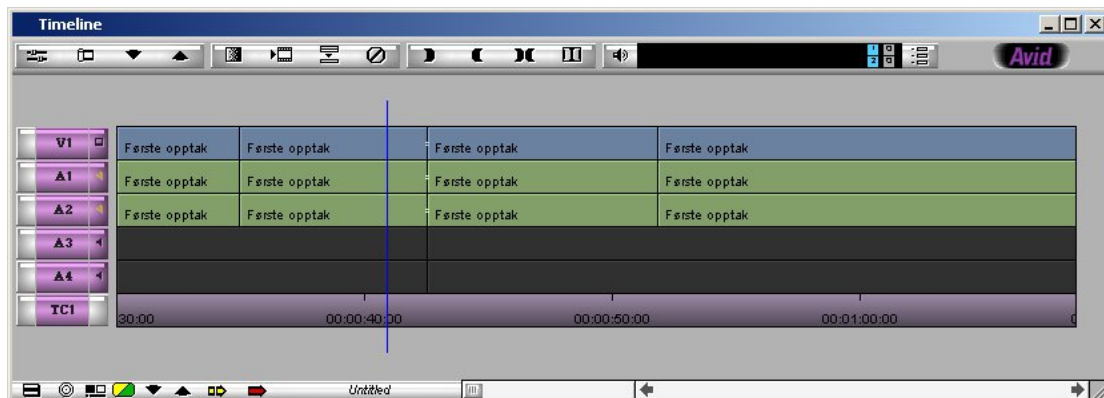 Timeline
1 2
Avid
V1 Første opptak Første opptak Første opptak Første opptak
A1 Første opptak Første opptak Første opptak Første opptak
A2 Første opptak Første opptak Første opptak Første opptak
A3
A4
TC1 30:00 00:00:40:00 00:00:50:00 00:01:00:00
Untitled